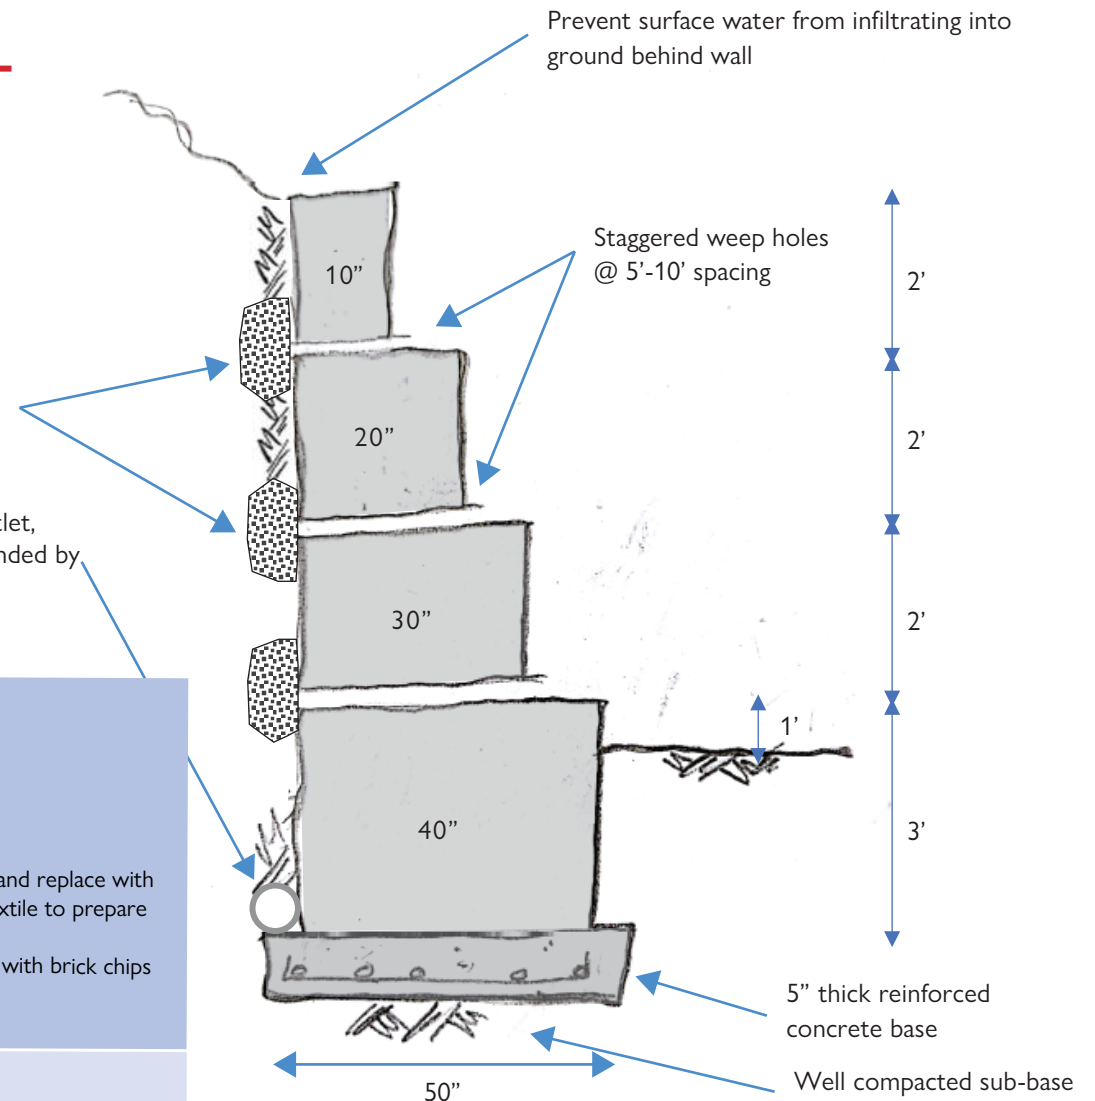 Prevent surface water from infiltrating into
ground behind wall
Staggered weep holes
@ 5’-10’ spacing
10”
2’
20”
2’
30”
2’
1’
40”
3’
by
and replace with
to prepare
with brick chips
5” thick reinforced
concrete base
Well compacted sub-base
50”